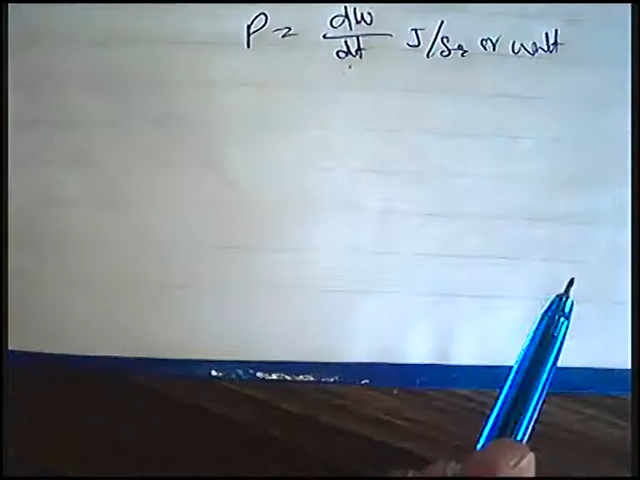 P = dw/dt J/Sec or watt